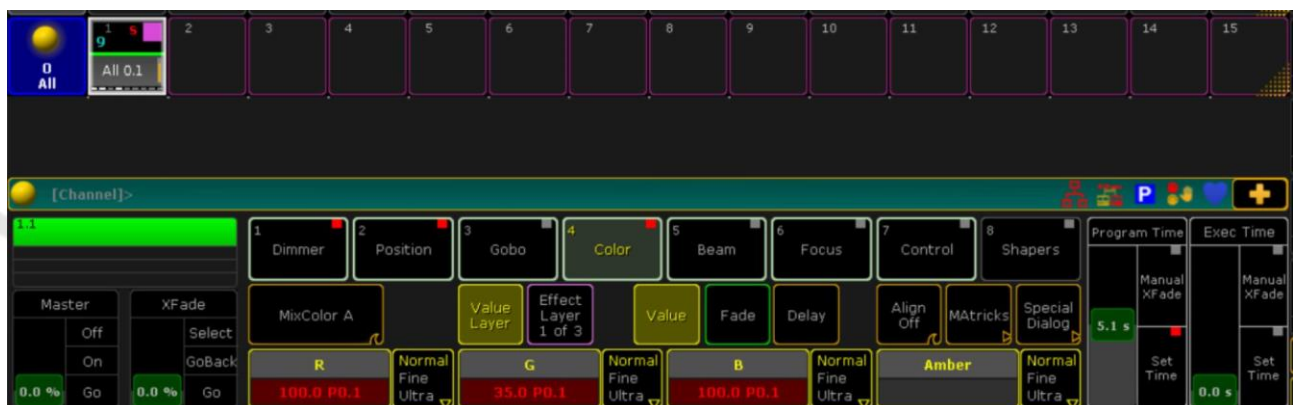 1 s 2 3 4 5 6 7 8 9 10 11 12 13 14 15
9
0 All 0.1
All
[Channel]> P
1.1 1 2 3 4 5 6 7 8 Program Time Exec Time
Dimmer Position Gobo Color Beam Focus Control Shapers
Manual XFade Manual XFade
Master XFade MixColor A Value Layer Effect Layer 1 of 3 Value Fade Delay Align Off MAtricks Special Dialog
Off Select 5.1 s
On GoBack R Normal G Normal B Normal Amber Normal Set Time Set Time
Fine Fine Fine Fine
0.0 % Go 0.0 % Go 100.0 P0.1 Ultra 35.0 P0.1 Ultra 100.0 P0.1 Ultra Ultra 0.0 s